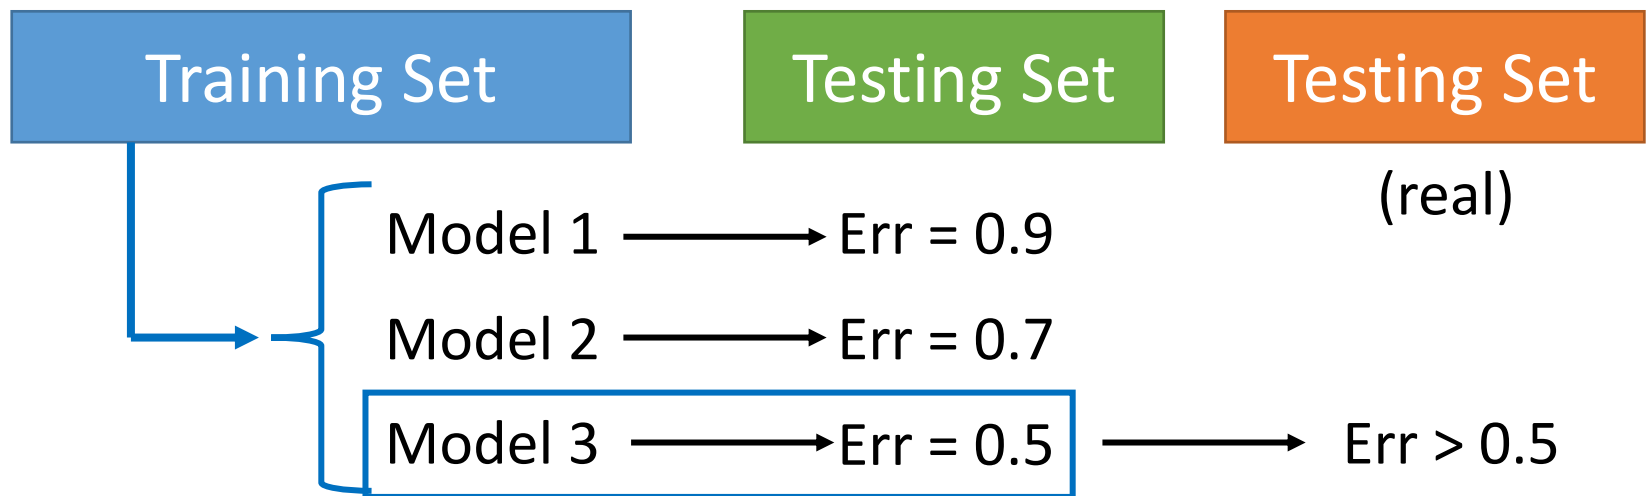 Training Set
Testing Set
Testing Set
(real)
Model 1
Err = 0.9
Model 2
Err = 0.7
Model 3
Err = 0.5
Err > 0.5